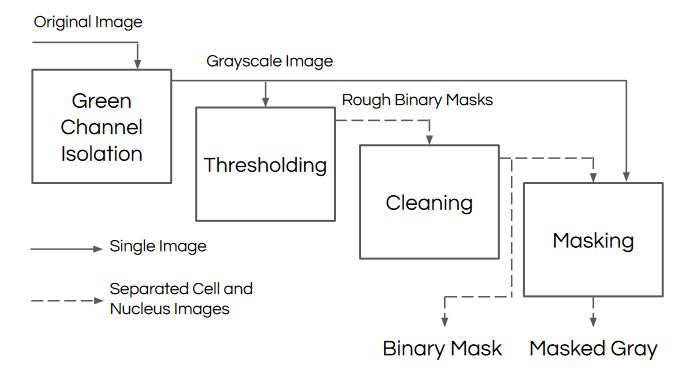 Original Image
Grayscale Image
Green
Channel
Isolation
Rough Binary Masks
Thresholding
Cleaning
Masking
Single Image
Separated Cell and
Nucleus Images
Binary Mask
Masked Gray